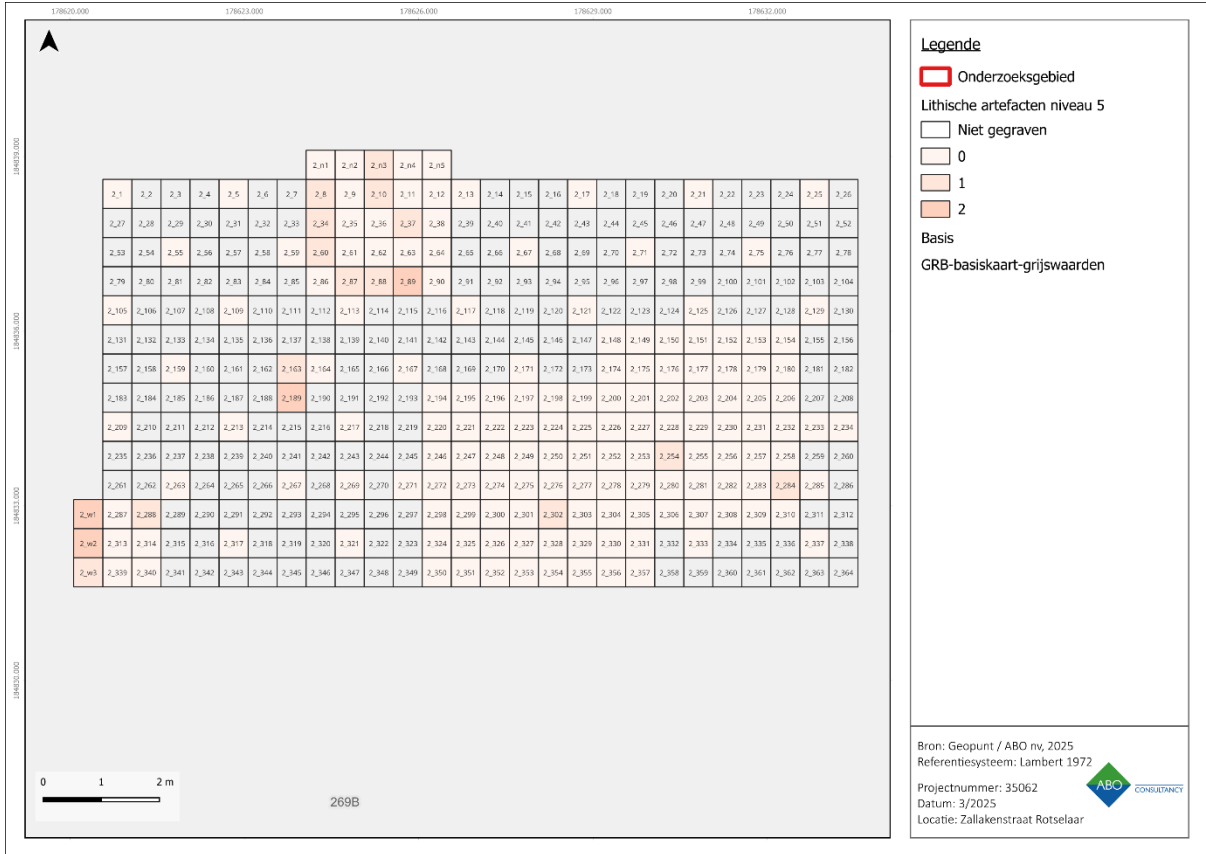 178620.000 178623.000 178626.000 178629.000 178632.000
184839.000
184836.000
184833.000
184830.000
2_n1 2_n2 2_n3 2_n4 2_n5
2_1 2_2 2_3 2_4 2_5 2_6 2_7 2_8 2_9 2_10 2_11 2_12 2_13 2_14 2_15 2_16 2_17 2_18 2_19 2_20 2_21 2_22 2_23 2_24 2_25 2_26
2_27 2_28 2_29 2_30 2_31 2_32 2_33 2_34 2_35 2_36 2_37 2_38 2_39 2_40 2_41 2_42 2_43 2_44 2_45 2_46 2_47 2_48 2_49 2_50 2_51 2_52
2_53 2_54 2_55 2_56 2_57 2_58 2_59 2_60 2_61 2_62 2_63 2_64 2_65 2_66 2_67 2_68 2_69 2_70 2_71 2_72 2_73 2_74 2_75 2_76 2_77 2_78
2_79 2_80 2_81 2_82 2_83 2_84 2_85 2_86 2_87 2_88 2_89 2_90 2_91 2_92 2_93 2_94 2_95 2_96 2_97 2_98 2_99 2_100 2_101 2_102 2_103 2_104
2_105 2_106 2_107 2_108 2_109 2_110 2_111 2_112 2_113 2_114 2_115 2_116 2_117 2_118 2_119 2_120 2_121 2_122 2_123 2_124 2_125 2_126 2_127 2_128 2_129 2_130
2_131 2_132 2_133 2_134 2_135 2_136 2_137 2_138 2_139 2_140 2_141 2_142 2_143 2_144 2_145 2_146 2_147 2_148 2_149 2_150 2_151 2_152 2_153 2_154 2_155 2_156
2_157 2_158 2_159 2_160 2_161 2_162 2_163 2_164 2_165 2_166 2_167 2_168 2_169 2_170 2_171 2_172 2_173 2_174 2_175 2_176 2_177 2_178 2_179 2_180 2_181 2_182
2_183 2_184 2_185 2_186 2_187 2_188 2_189 2_190 2_191 2_192 2_193 2_194 2_195 2_196 2_197 2_198 2_199 2_200 2_201 2_202 2_203 2_204 2_205 2_206 2_207 2_208
2_209 2_210 2_211 2_212 2_213 2_214 2_215 2_216 2_217 2_218 2_219 2_220 2_221 2_222 2_223 2_224 2_225 2_226 2_227 2_228 2_229 2_230 2_231 2_232 2_233 2_234
2_235 2_236 2_237 2_238 2_239 2_240 2_241 2_242 2_243 2_244 2_245 2_246 2_247 2_248 2_249 2_250 2_251 2_252 2_253 2_254 2_255 2_256 2_257 2_258 2_259 2_260
2_261 2_262 2_263 2_264 2_265 2_266 2_267 2_268 2_269 2_270 2_271 2_272 2_273 2_274 2_275 2_276 2_277 2_278 2_279 2_280 2_281 2_282 2_283 2_284 2_285 2_286
2_w1 2_287 2_288 2_289 2_290 2_291 2_292 2_293 2_294 2_295 2_296 2_297 2_298 2_299 2_300 2_301 2_302 2_303 2_304 2_305 2_306 2_307 2_308 2_309 2_310 2_311 2_312
2_w2 2_313 2_314 2_315 2_316 2_317 2_318 2_319 2_320 2_321 2_322 2_323 2_324 2_325 2_326 2_327 2_328 2_329 2_330 2_331 2_332 2_333 2_334 2_335 2_336 2_337 2_338
2_w3 2_339 2_340 2_341 2_342 2_343 2_344 2_345 2_346 2_347 2_348 2_349 2_350 2_351 2_352 2_353 2_354 2_355 2_356 2_357 2_358 2_359 2_360 2_361 2_362 2_363 2_364
0 1 2 m
269B
Legende
Onderzoeksgebied
Lithische artefacten niveau 5
Niet gegraven
0
1
2
Basis
GRB-basiskaart-grijswaarden
Bron: Geopunt / ABO nv, 2025
Referentiesysteem: Lambert 1972
Projectnummer: 35062
Datum: 3/2025
Locatie: Zallakenstraat Rotselaar
ABO CONSULTANCY